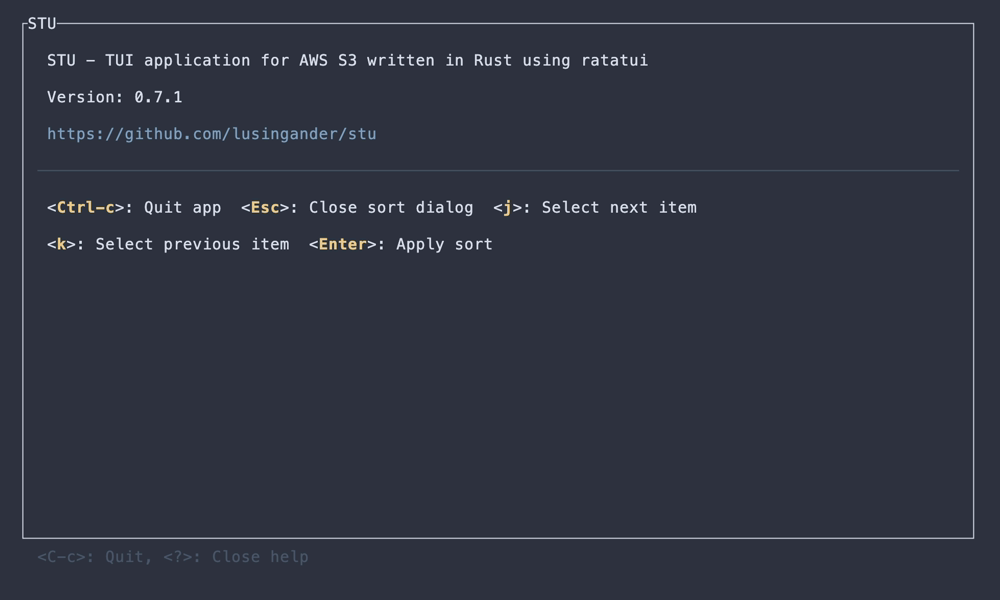 STU
STU – TUI application for AWS S3 written in Rust using ratatui
Version: 0.7.1
https://github.com/lusingander/stu
<Ctrl-c>: Quit app  <Esc>: Close sort dialog  <j>: Select next item
<k>: Select previous item  <Enter>: Apply sort
<C-c>: Quit, <?>: Close help